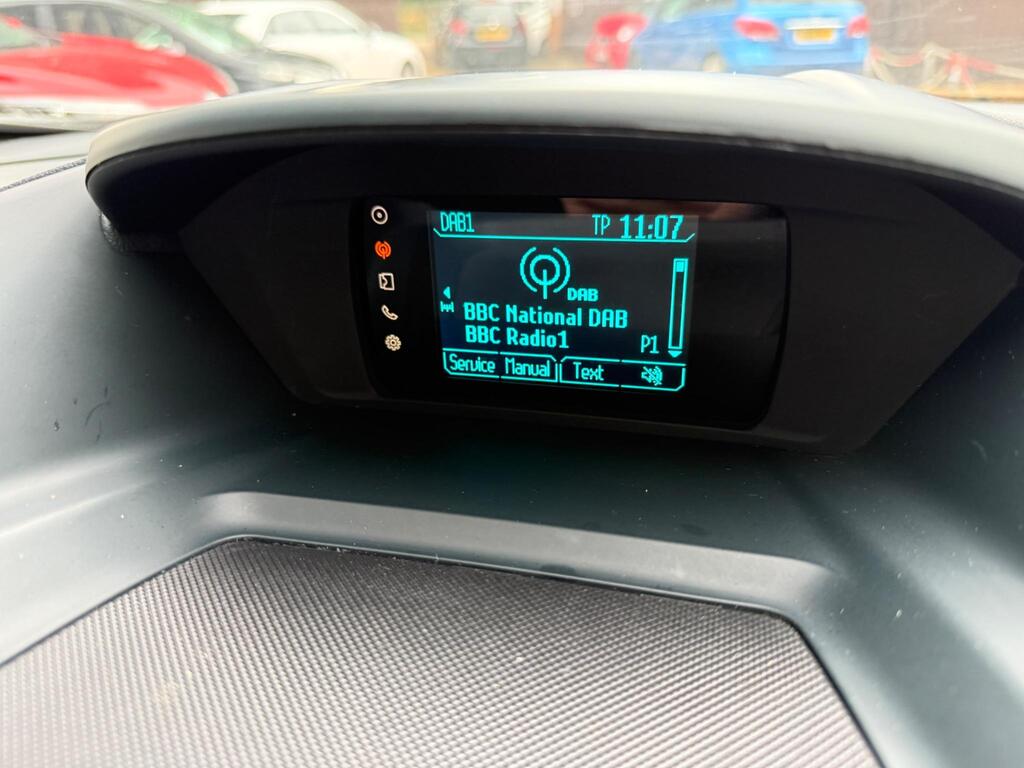 DAB1 TP 11:07
DAB
BBC National DAB
BBC Radio1 P1
Service Manual Text